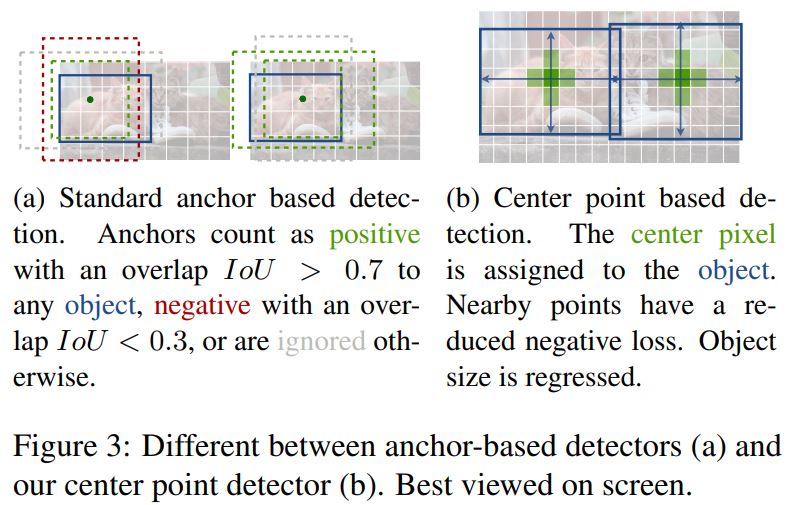 (a) Standard anchor based detec-
tion. Anchors count as positive
with an overlap IoU > 0.7 to
any object, negative with an over-
lap IoU < 0.3, or are ignored oth-
erwise.
(b) Center point based de-
tection. The center pixel
is assigned to the object.
Nearby points have a re-
duced negative loss. Object
size is regressed.
Figure 3: Different between anchor-based detectors (a) and
our center point detector (b). Best viewed on screen.